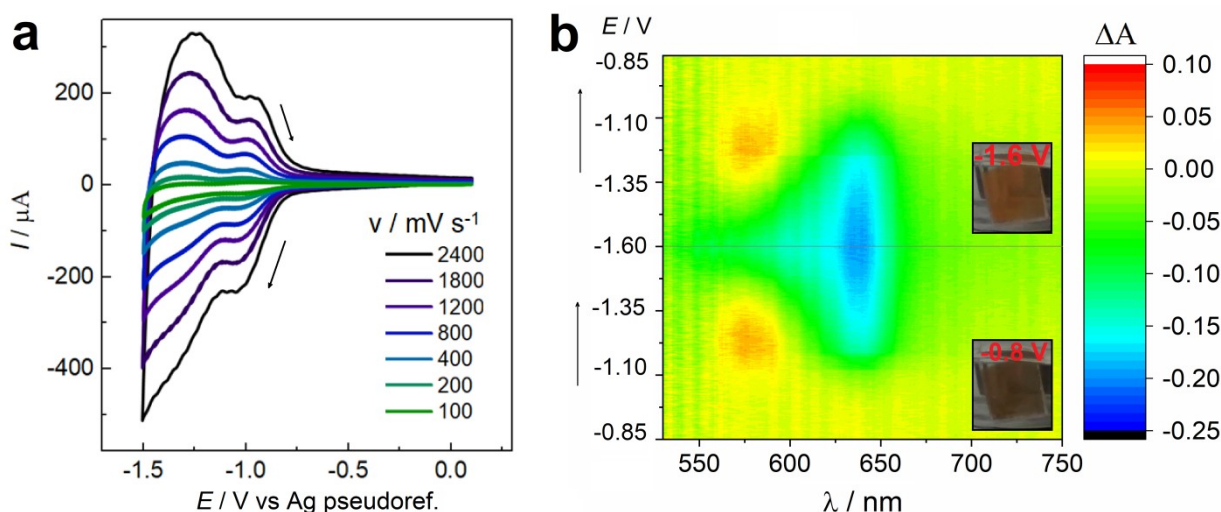 a
200
0
-200
-400
I / µA
v / mV s⁻¹
2400
1800
1200
800
400
200
100
-1.5 -1.0 -0.5 0.0
E / V vs Ag pseudoref.
b
E / V
-0.85
-1.10
-1.35
-1.60
-1.35
-1.10
-0.85
-1.6 V
-0.8 V
550 600 650 700 750
λ / nm
ΔA
0.10
0.05
0.00
-0.05
-0.10
-0.15
-0.20
-0.25